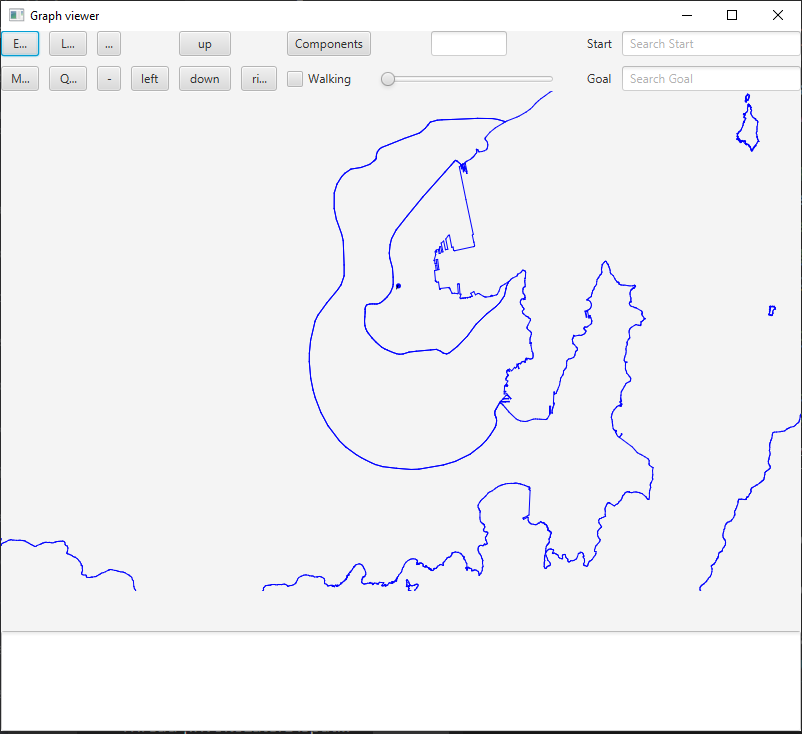 Graph viewer
E... L... ... up Components Start Search Start
M... Q... - left down ri... Walking Goal Search Goal